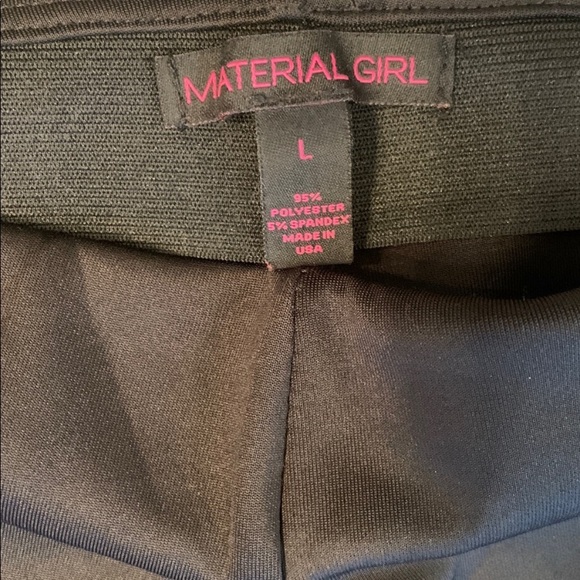 MATERIAL GIRL
L
95%
POLYESTER
5% SPANDEX
MADE IN
USA